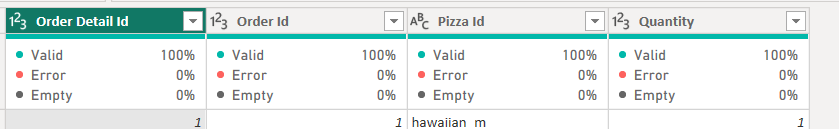 1²3 Order Detail Id 1²3 Order Id ABC Pizza Id 1²3 Quantity
Valid 100% Valid 100% Valid 100% Valid 100%
Error 0% Error 0% Error 0% Error 0%
Empty 0% Empty 0% Empty 0% Empty 0%
1 1 hawaiian_m 1